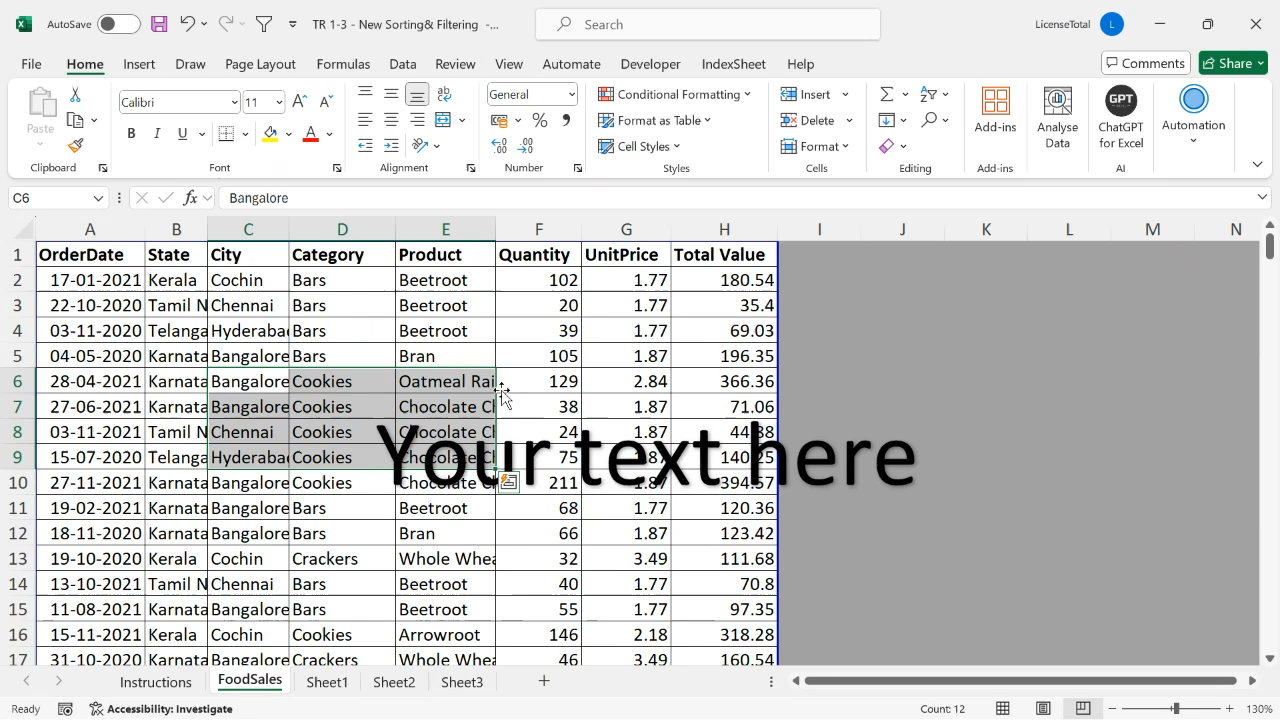 AutoSave Off TR 1-3 - New Sorting& Filtering -... Search LicenseTotal L
File Home Insert Draw Page Layout Formulas Data Review View Automate Developer IndexSheet Help Comments Share
Paste Calibri 11 General Conditional Formatting Insert
Format as Table Delete Add-ins Analyse Data ChatGPT for Excel Automation
B I U Cell Styles Format
Clipboard Font Alignment Number Styles Cells Editing Add-ins AI
C6 fx Bangalore
A B C D E F G H I J K L M N
1 OrderDate State City Category Product Quantity UnitPrice Total Value
2 17-01-2021 Kerala Cochin Bars Beetroot 102 1.77 180.54
3 22-10-2020 Tamil N Chennai Bars Beetroot 20 1.77 35.4
4 03-11-2020 Telanga Hyderabad Bars Beetroot 39 1.77 69.03
5 04-05-2020 Karnata Bangalore Bars Bran 105 1.87 196.35
6 28-04-2021 Karnata Bangalore Cookies Oatmeal Rai 129 2.84 366.36
7 27-06-2021 Karnata Bangalore Cookies Chocolate Ch 38 1.87 71.06
8 03-11-2021 Tamil N Chennai Cookies Chocolate Ch 24 1.87 44.88
9 15-07-2020 Telanga Hyderabad Cookies Chocolate Ch 75 1.87 140.25
Your text here
10 27-11-2021 Karnata Bangalore Cookies Chocolate Ch 211 1.87 394.57
11 19-02-2021 Karnata Bangalore Bars Beetroot 68 1.77 120.36
12 18-11-2020 Karnata Bangalore Bars Bran 66 1.87 123.42
13 19-10-2020 Kerala Cochin Crackers Whole Whea 32 3.49 111.68
14 13-10-2021 Tamil N Chennai Bars Beetroot 40 1.77 70.8
15 11-08-2021 Karnata Bangalore Bars Beetroot 55 1.77 97.35
16 15-11-2021 Kerala Cochin Cookies Arrowroot 146 2.18 318.28
17 31-10-2020 Karnata Bangalore Crackers Whole Whea 46 3.49 160.54
Instructions FoodSales Sheet1 Sheet2 Sheet3
Ready Accessibility: Investigate Count: 12 130%